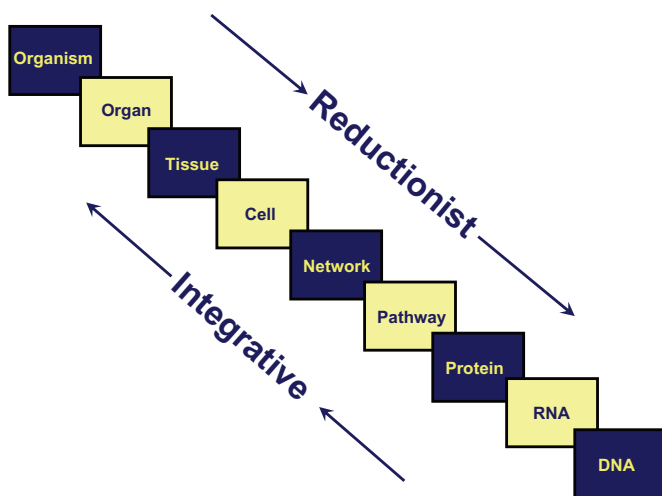 Organism
Organ
Reductionist
Tissue
Cell
Network
Integrative
Pathway
Protein
RNA
DNA